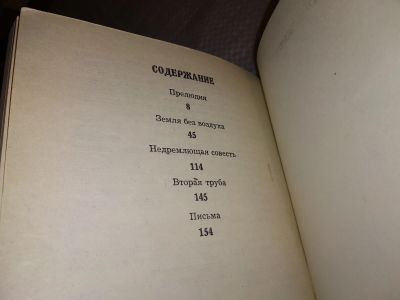 СОДЕРЖАНИЕ
Прелюдия
8
Земля без воздуха
45
Недремлющая совесть
114
Вторая труба
145
Письма
154